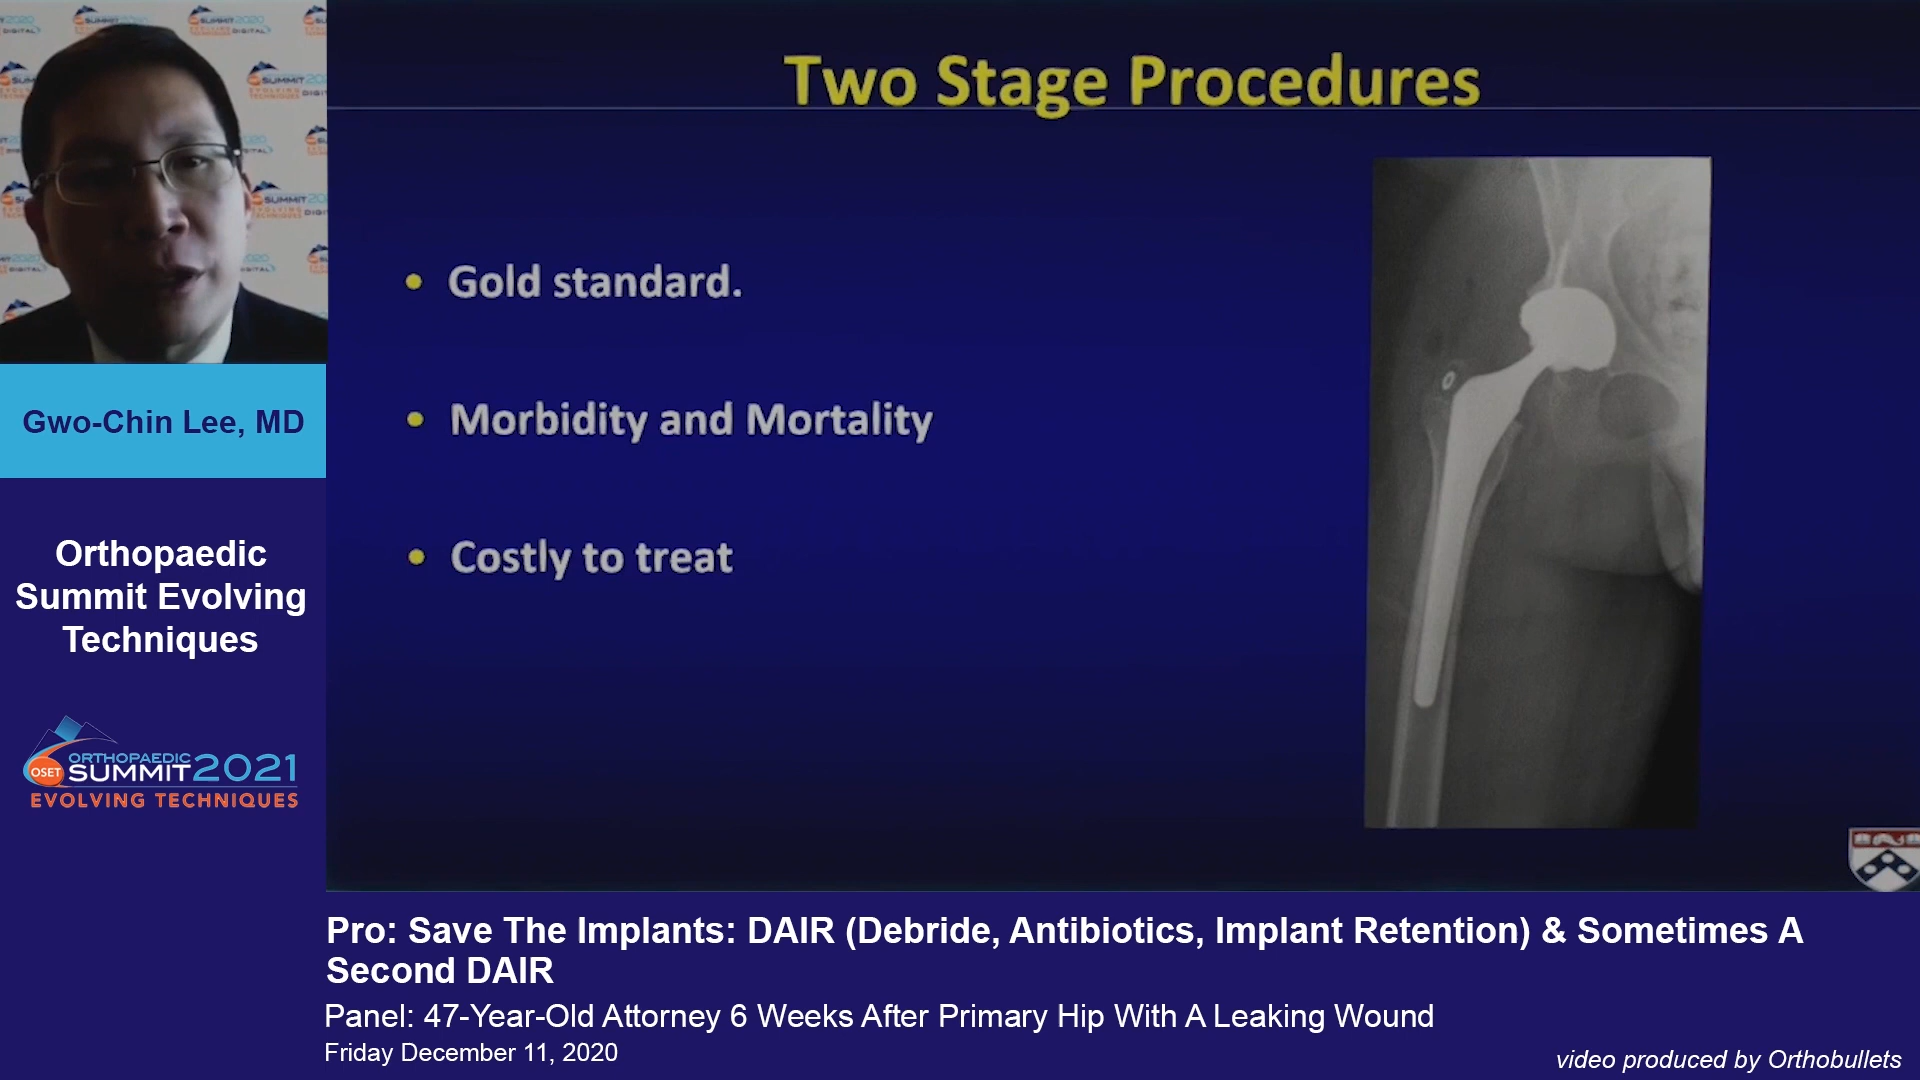 Two Stage Procedures
Gold standard.
Morbidity and Mortality
Costly to treat
Gwo-Chin Lee, MD
Orthopaedic
Summit Evolving
Techniques
OSET
ORTHOPAEDIC
SUMMIT 2021
EVOLVING TECHNIQUES
Pro: Save The Implants: DAIR (Debride, Antibiotics, Implant Retention) & Sometimes A
Second DAIR
Panel: 47-Year-Old Attorney 6 Weeks After Primary Hip With A Leaking Wound
Friday December 11, 2020
video produced by Orthobullets